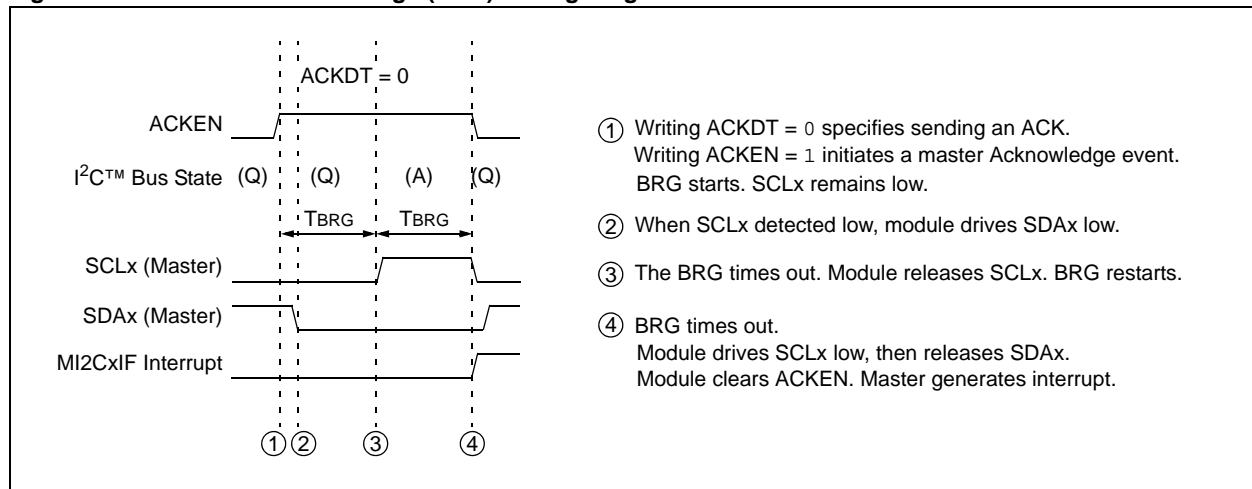 ACKDT = 0
ACKEN
I²C™ Bus State (Q) (Q) (A) (Q)
TBRG TBRG
SCLx (Master)
SDAx (Master)
MI2CxIF Interrupt
1 2 3 4
1 Writing ACKDT = 0 specifies sending an ACK.
Writing ACKEN = 1 initiates a master Acknowledge event.
BRG starts. SCLx remains low.
2 When SCLx detected low, module drives SDAx low.
3 The BRG times out. Module releases SCLx. BRG restarts.
4 BRG times out.
Module drives SCLx low, then releases SDAx.
Module clears ACKEN. Master generates interrupt.